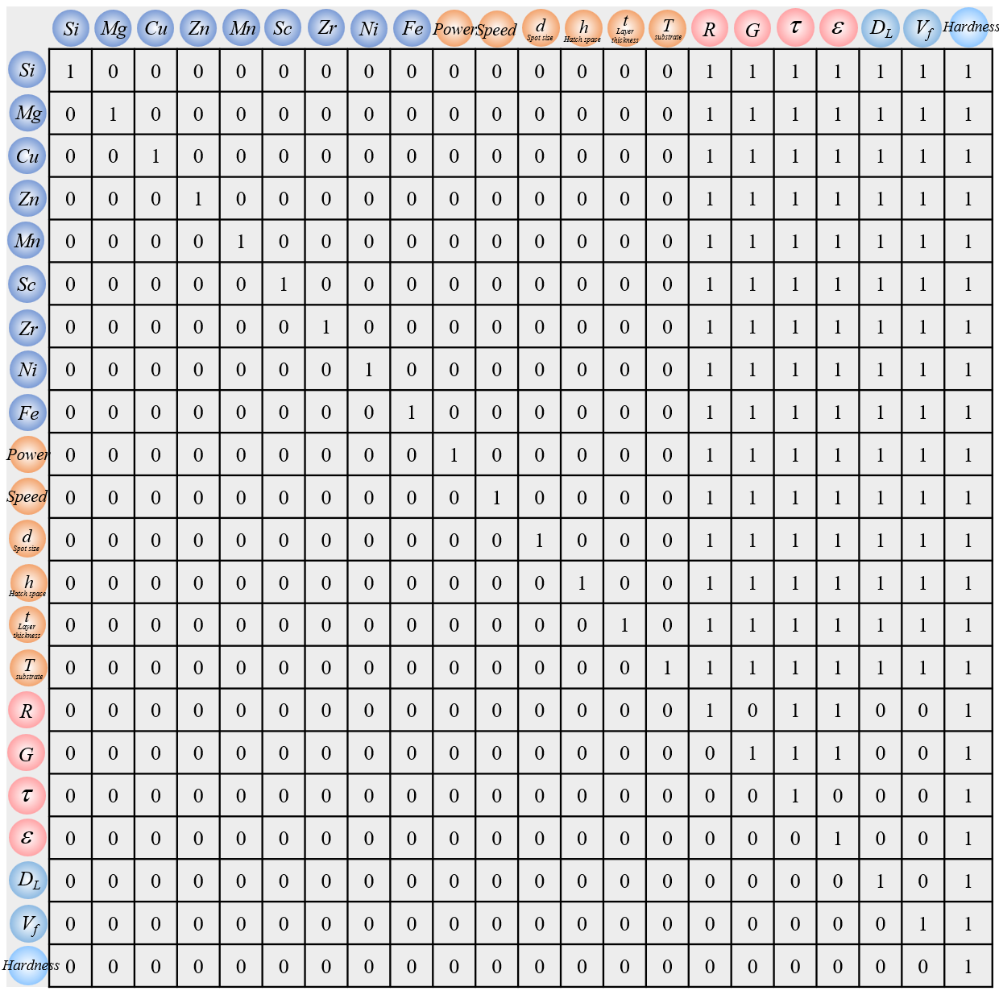 Si Mg Cu Zn Mn Sc Zr Ni Fe Power Speed d Spot size h Hatch space t Layer thickness T substrate R G τ ε D_L V_f Hardness
Si 1 0 0 0 0 0 0 0 0 0 0 0 0 0 0 1 1 1 1 1 1 1
Mg 0 1 0 0 0 0 0 0 0 0 0 0 0 0 0 1 1 1 1 1 1 1
Cu 0 0 1 0 0 0 0 0 0 0 0 0 0 0 0 1 1 1 1 1 1 1
Zn 0 0 0 1 0 0 0 0 0 0 0 0 0 0 0 1 1 1 1 1 1 1
Mn 0 0 0 0 1 0 0 0 0 0 0 0 0 0 0 1 1 1 1 1 1 1
Sc 0 0 0 0 0 1 0 0 0 0 0 0 0 0 0 1 1 1 1 1 1 1
Zr 0 0 0 0 0 0 1 0 0 0 0 0 0 0 0 1 1 1 1 1 1 1
Ni 0 0 0 0 0 0 0 1 0 0 0 0 0 0 0 1 1 1 1 1 1 1
Fe 0 0 0 0 0 0 0 0 1 0 0 0 0 0 0 1 1 1 1 1 1 1
Power 0 0 0 0 0 0 0 0 0 1 0 0 0 0 0 1 1 1 1 1 1 1
Speed 0 0 0 0 0 0 0 0 0 0 1 0 0 0 0 1 1 1 1 1 1 1
d Spot size 0 0 0 0 0 0 0 0 0 0 0 1 0 0 0 1 1 1 1 1 1 1
h Hatch space 0 0 0 0 0 0 0 0 0 0 0 0 1 0 0 1 1 1 1 1 1 1
t Layer thickness 0 0 0 0 0 0 0 0 0 0 0 0 0 1 0 1 1 1 1 1 1 1
T substrate 0 0 0 0 0 0 0 0 0 0 0 0 0 0 1 1 1 1 1 1 1 1
R 0 0 0 0 0 0 0 0 0 0 0 0 0 0 0 1 0 1 1 0 0 1
G 0 0 0 0 0 0 0 0 0 0 0 0 0 0 0 0 1 1 1 0 0 1
τ 0 0 0 0 0 0 0 0 0 0 0 0 0 0 0 0 0 1 0 0 0 1
ε 0 0 0 0 0 0 0 0 0 0 0 0 0 0 0 0 0 0 1 0 0 1
D_L 0 0 0 0 0 0 0 0 0 0 0 0 0 0 0 0 0 0 0 1 0 1
V_f 0 0 0 0 0 0 0 0 0 0 0 0 0 0 0 0 0 0 0 0 1 1
Hardness 0 0 0 0 0 0 0 0 0 0 0 0 0 0 0 0 0 0 0 0 0 1